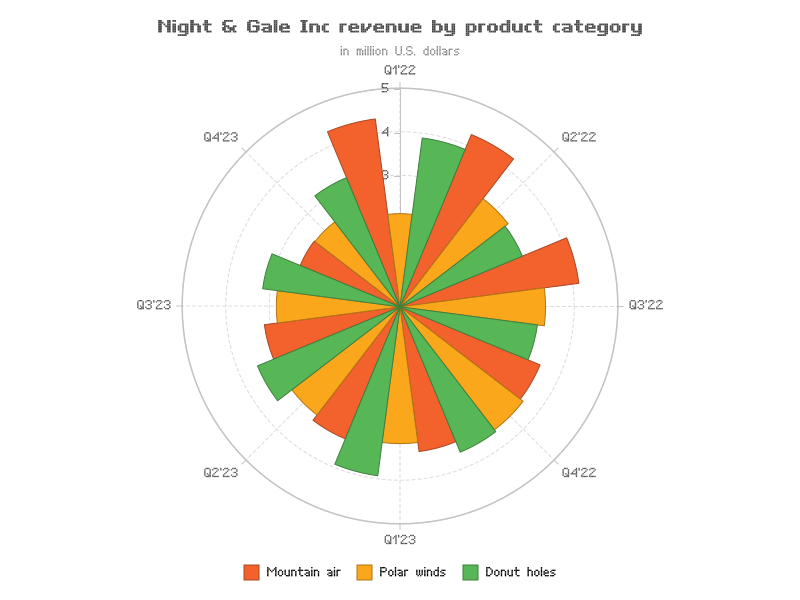 Night & Gale Inc revenue by product category
in million U.S. dollars
Q1'22
5
Q4'23
4
Q2'22
3
Q3'23
Q3'22
Q2'23
Q4'22
Q1'23
Mountain air
Polar winds
Donut holes